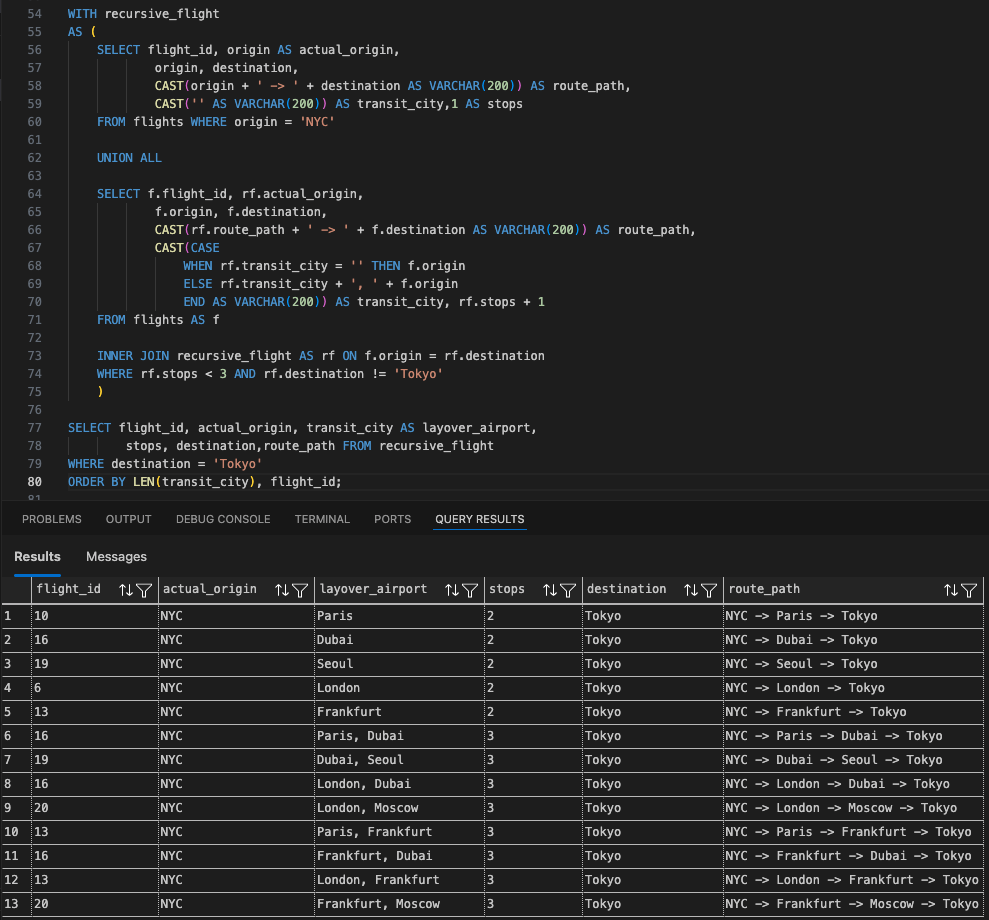 54 WITH recursive_flight
55 AS (
56 SELECT flight_id, origin AS actual_origin,
57 origin, destination,
58 CAST(origin + ' -> ' + destination AS VARCHAR(200)) AS route_path,
59 CAST('' AS VARCHAR(200)) AS transit_city,1 AS stops
60 FROM flights WHERE origin = 'NYC'
61
62 UNION ALL
63
64 SELECT f.flight_id, rf.actual_origin,
65 f.origin, f.destination,
66 CAST(rf.route_path + ' -> ' + f.destination AS VARCHAR(200)) AS route_path,
67 CAST(CASE
68 WHEN rf.transit_city = '' THEN f.origin
69 ELSE rf.transit_city + ', ' + f.origin
70 END AS VARCHAR(200)) AS transit_city, rf.stops + 1
71 FROM flights AS f
72
73 INNER JOIN recursive_flight AS rf ON f.origin = rf.destination
74 WHERE rf.stops < 3 AND rf.destination != 'Tokyo'
75 )
76
77 SELECT flight_id, actual_origin, transit_city AS layover_airport,
78 stops, destination,route_path FROM recursive_flight
79 WHERE destination = 'Tokyo'
80 ORDER BY LEN(transit_city), flight_id;
81
PROBLEMS OUTPUT DEBUG CONSOLE TERMINAL PORTS QUERY RESULTS
Results Messages
flight_id actual_origin layover_airport stops destination route_path
1 10 NYC Paris 2 Tokyo NYC -> Paris -> Tokyo
2 16 NYC Dubai 2 Tokyo NYC -> Dubai -> Tokyo
3 19 NYC Seoul 2 Tokyo NYC -> Seoul -> Tokyo
4 6 NYC London 2 Tokyo NYC -> London -> Tokyo
5 13 NYC Frankfurt 2 Tokyo NYC -> Frankfurt -> Tokyo
6 16 NYC Paris, Dubai 3 Tokyo NYC -> Paris -> Dubai -> Tokyo
7 19 NYC Dubai, Seoul 3 Tokyo NYC -> Dubai -> Seoul -> Tokyo
8 16 NYC London, Dubai 3 Tokyo NYC -> London -> Dubai -> Tokyo
9 20 NYC London, Moscow 3 Tokyo NYC -> London -> Moscow -> Tokyo
10 13 NYC Paris, Frankfurt 3 Tokyo NYC -> Paris -> Frankfurt -> Tokyo
11 16 NYC Frankfurt, Dubai 3 Tokyo NYC -> Frankfurt -> Dubai -> Tokyo
12 13 NYC London, Frankfurt 3 Tokyo NYC -> London -> Frankfurt -> Tokyo
13 20 NYC Frankfurt, Moscow 3 Tokyo NYC -> Frankfurt -> Moscow -> Tokyo